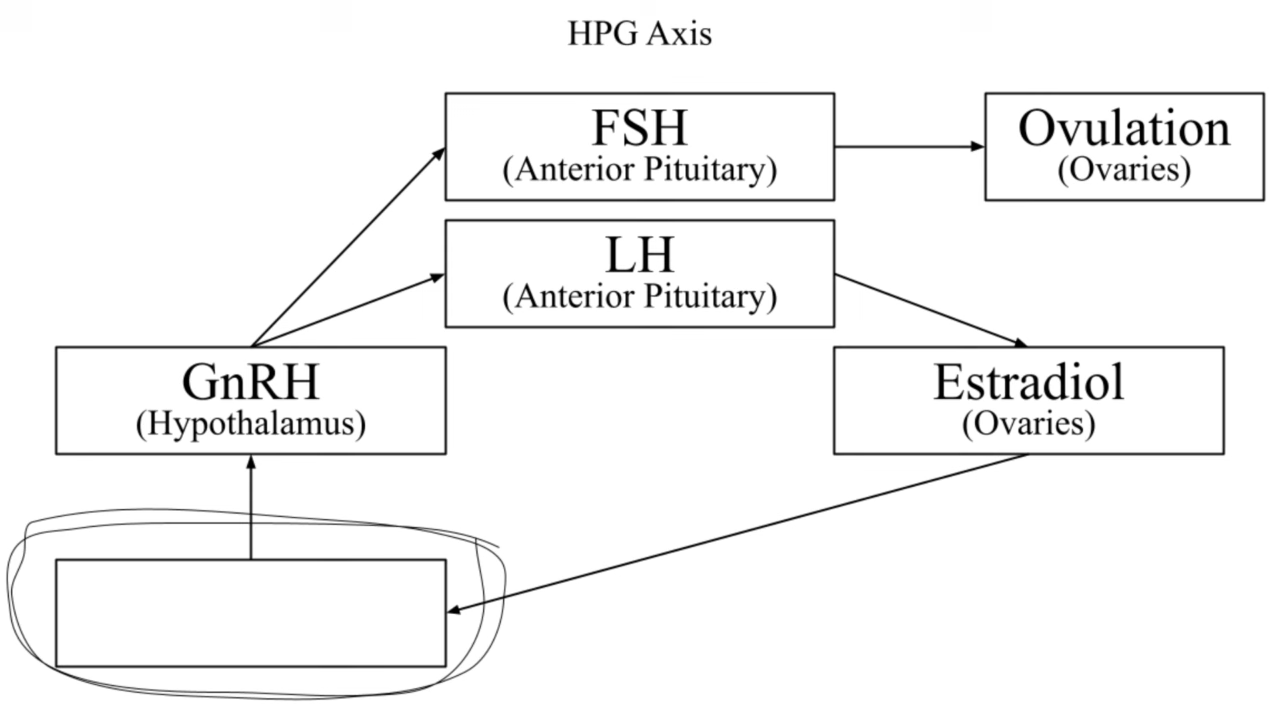 HPG Axis
FSH
(Anterior Pituitary)
Ovulation
(Ovaries)
LH
(Anterior Pituitary)
GnRH
(Hypothalamus)
Estradiol
(Ovaries)